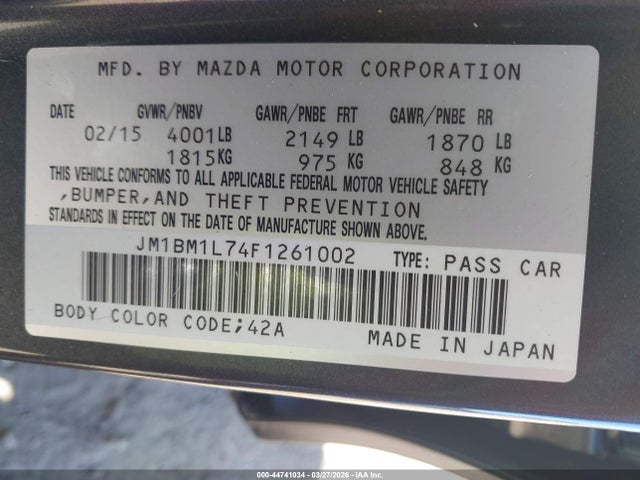 MFD. BY MAZDA MOTOR CORPORATION
DATE GVWR/PNBV GAWR/PNBE FRT GAWR/PNBE RR
02/15 4001LB 2149 LB 1870 LB
1815KG 975 KG 848 KG
THIS VEHICLE CONFORMS TO ALL APPLICABLE FEDERAL MOTOR VEHICLE SAFETY
,BUMPER,AND THEFT PREVENTION
STANDARDS IN EFFECT ON THE DATE OF MANUFACTURE SHOWN ABOVE.
JM1BM1L74F1261002 TYPE: PASS CAR
BODY COLOR CODE;42A MADE IN JAPAN
000-44741034 | 03/27/2026 | IAA Inc.